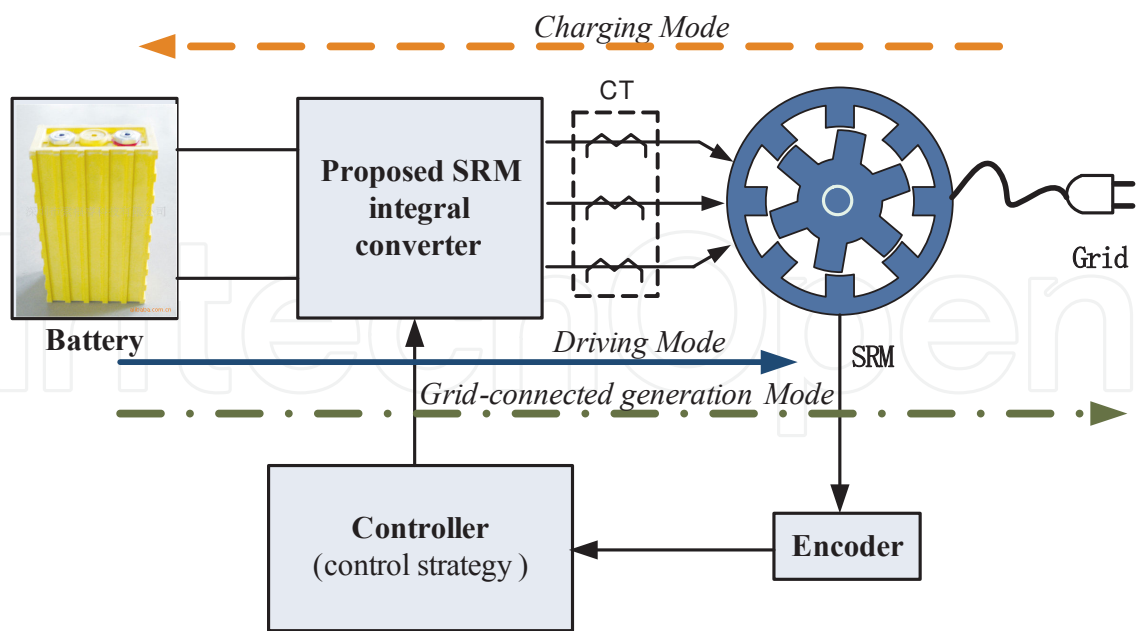 Charging Mode
CT
Proposed SRM
integral
converter
Grid
Battery
Driving Mode
SRM
Grid-connected generation Mode
Controller
(control strategy )
Encoder
IntechOpen